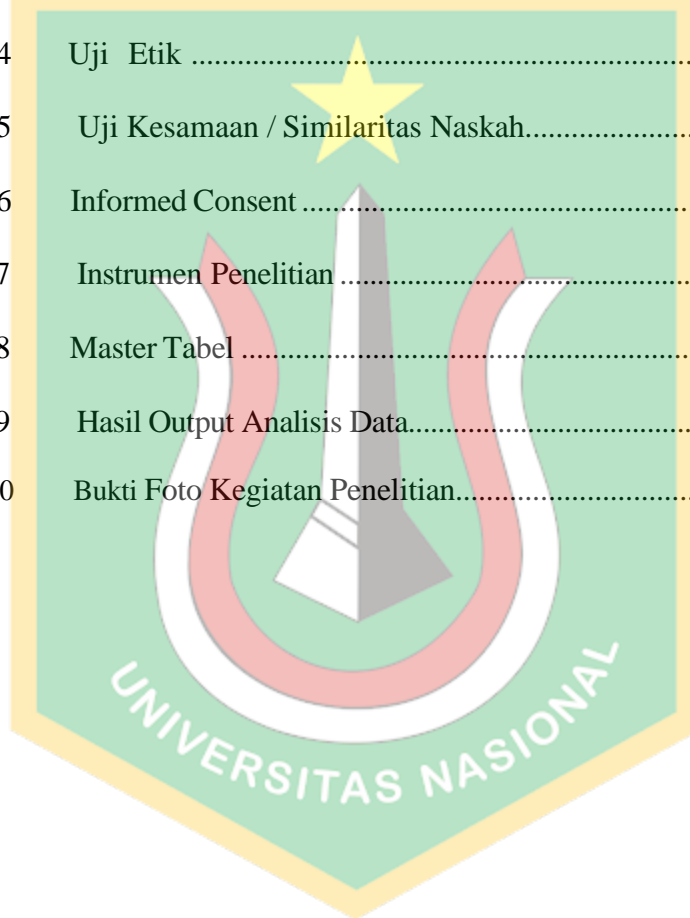 4 Uji Etik ....................................................................
5 Uji Kesamaan / Similaritas Naskah......................
6 Informed Consent ..................................................
7 Instrumen Penelitian .............................................
8 Master Tabel ..........................................................
9 Hasil Output Analisis Data.....................................
0 Bukti Foto Kegiatan Penelitian...............................
UNIVERSITAS NASIONAL